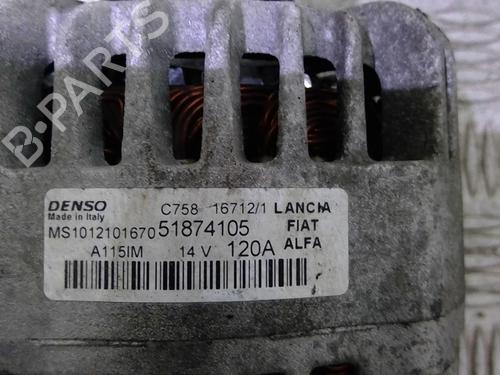 B-PARTS
DENSO
Made in Italy
C758 16712/1
LANCIA
MS1012101670 51874105
FIAT
A115IM 14 V 120A
ALFA